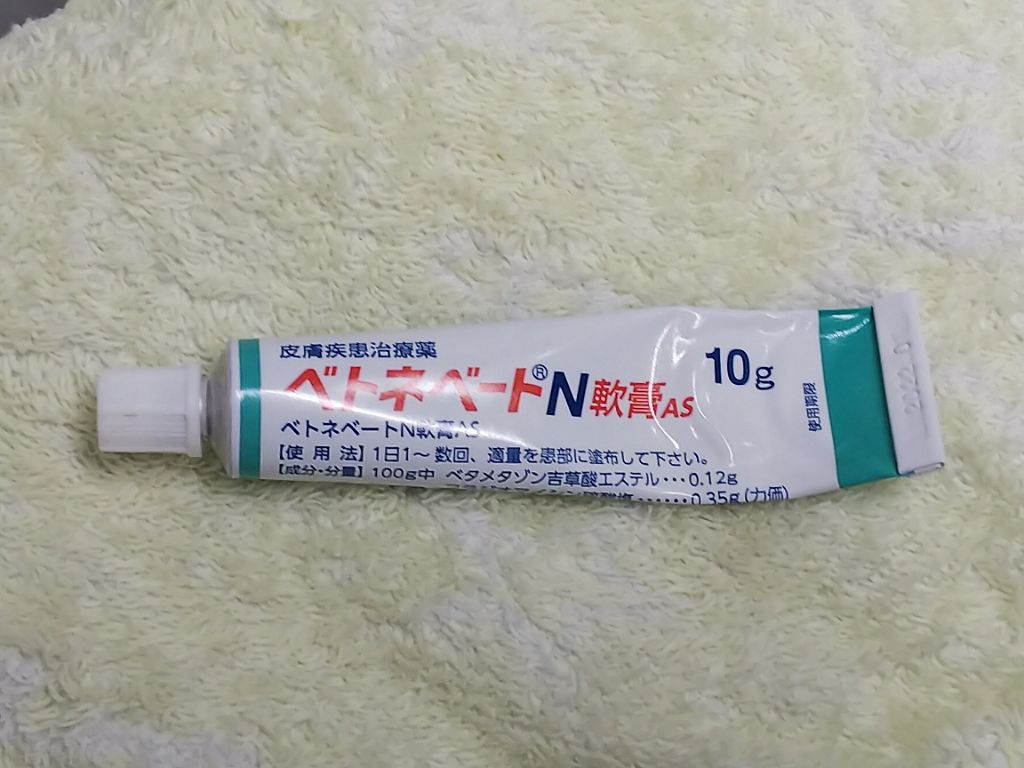 皮膚疾患治療薬
ベトネベート®N軟膏AS
10g
ベトネベートN軟膏AS
【使用法】1日1～数回、適量を患部に塗布して下さい。
【成分・分量】100g中 ベタメタゾン吉草酸エステル・・・0.12g
0.35g(力価)
使用期限